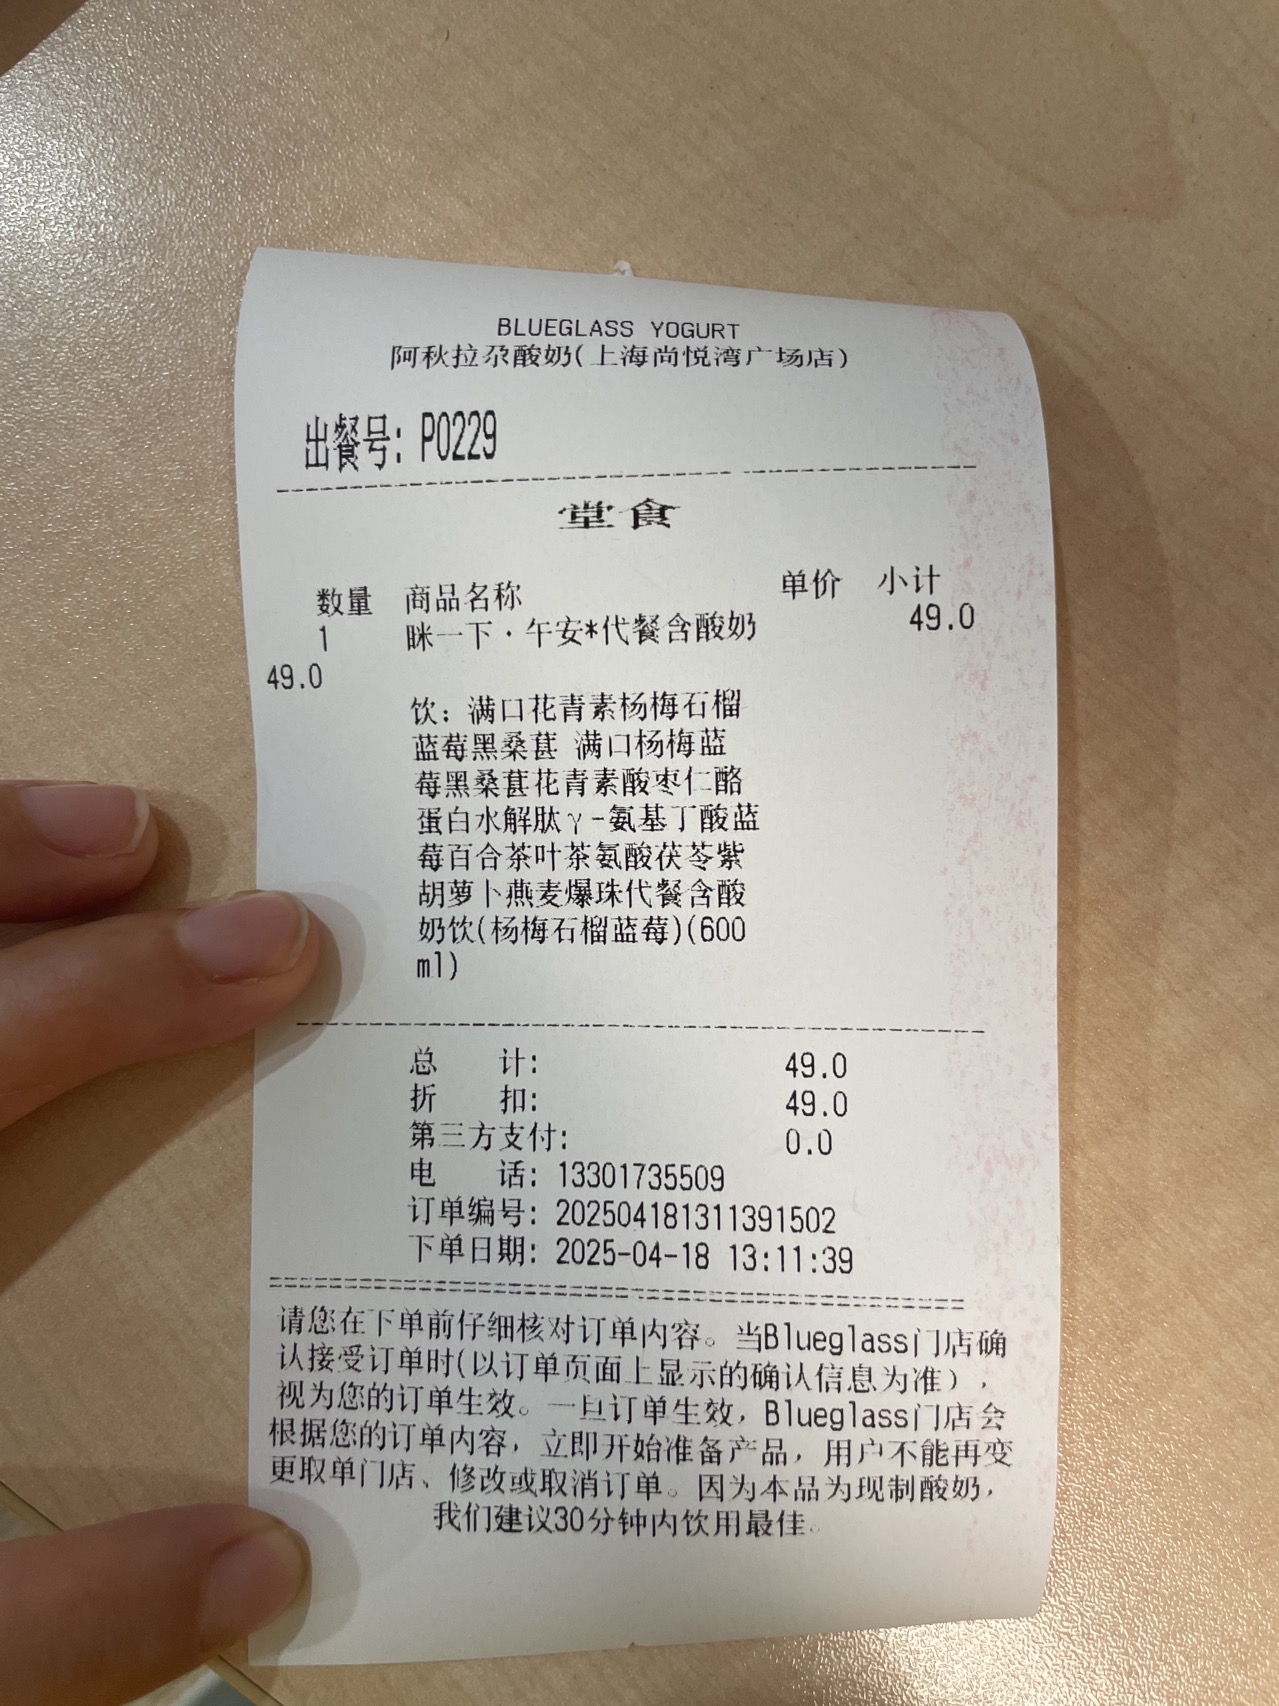 BLUEGLASS YOGURT
阿秋拉尕酸奶(上海尚悦湾广场店)
出餐号: P0229
堂食
数量 商品名称 单价 小计
1 眯一下·午安*代餐含酸奶 49.0
49.0
饮: 满口花青素杨梅石榴
蓝莓黑桑葚 满口杨梅蓝
莓黑桑葚花青素酸枣仁酪
蛋白水解肽γ-氨基丁酸蓝
莓百合茶叶茶氨酸茯苓紫
胡萝卜燕麦爆珠代餐含酸
奶饮(杨梅石榴蓝莓)(600
ml)
总 计: 49.0
折 扣: 49.0
第三方支付: 0.0
电 话: 13301735509
订单编号: 202504181311391502
下单日期: 2025-04-18 13:11:39
请您在下单前仔细核对订单内容。当Blueglass门店确
认接受订单时(以订单页面上显示的确认信息为准),
视为您的订单生效。一旦订单生效,Blueglass门店会
根据您的订单内容,立即开始准备产品,用户不能再变
更取单门店、修改或取消订单。因为本品为现制酸奶,
我们建议30分钟内饮用最佳。